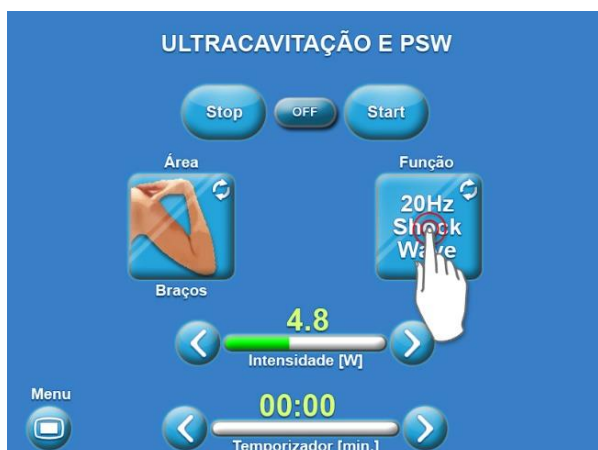 ULTRACAVITAÇÃO E PSW
Stop
OFF
Start
Área
Função
20Hz
Shock
Wave
Braços
4.8
Intensidade [W]
Menu
00:00
Temporizador [min.]